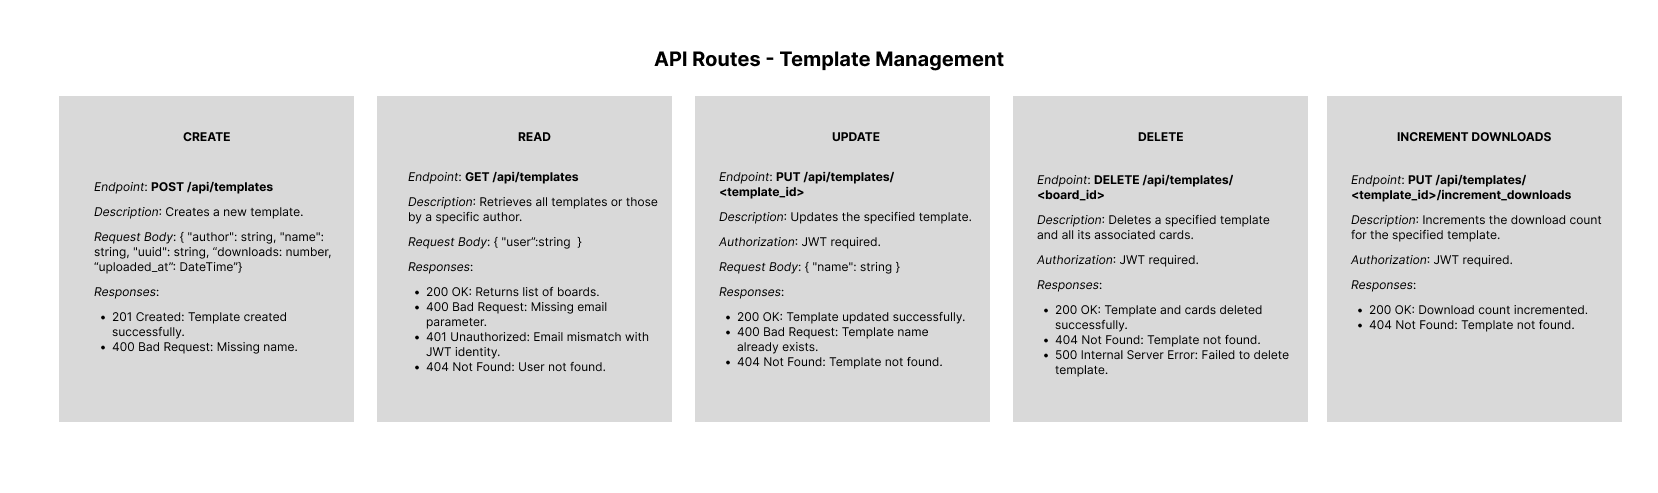 API Routes - Template Management
CREATE
Endpoint: POST /api/templates
Description: Creates a new template.
Request Body: { "author": string, "name":
string, "uuid": string, “downloads: number,
“uploaded_at”: DateTime”}
Responses:
• 201 Created: Template created
successfully.
• 400 Bad Request: Missing name.
READ
Endpoint: GET /api/templates
Description: Retrieves all templates or those
by a specific author.
Request Body: { "user”:string  }
Responses:
• 200 OK: Returns list of boards.
• 400 Bad Request: Missing email
parameter.
• 401 Unauthorized: Email mismatch with
JWT identity.
• 404 Not Found: User not found.
UPDATE
Endpoint: PUT /api/templates/
<template_id>
Description: Updates the specified template.
Authorization: JWT required.
Request Body: { "name": string }
Responses:
• 200 OK: Template updated successfully.
• 400 Bad Request: Template name
already exists.
• 404 Not Found: Template not found.
DELETE
Endpoint: DELETE /api/templates/
<board_id>
Description: Deletes a specified template
and all its associated cards.
Authorization: JWT required.
Responses:
• 200 OK: Template and cards deleted
successfully.
• 404 Not Found: Template not found.
• 500 Internal Server Error: Failed to delete
template.
INCREMENT DOWNLOADS
Endpoint: PUT /api/templates/
<template_id>/increment_downloads
Description: Increments the download count
for the specified template.
Authorization: JWT required.
Responses:
• 200 OK: Download count incremented.
• 404 Not Found: Template not found.